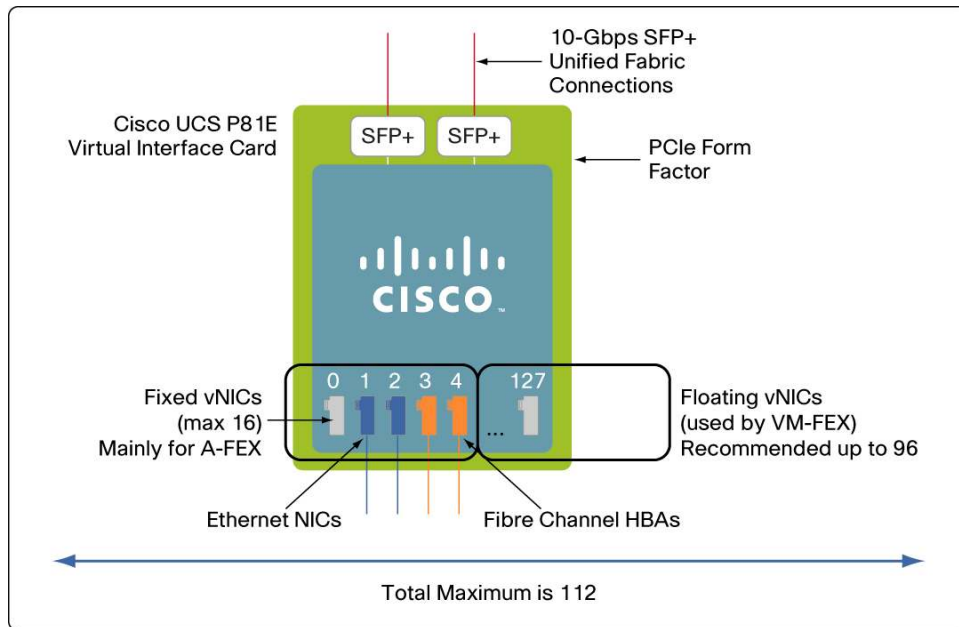 10-Gbps SFP+
Unified Fabric
Connections
Cisco UCS P81E
Virtual Interface Card
SFP+ SFP+
PCIe Form
Factor
CISCO™
0 1 2 3 4 127
...
Fixed vNICs
(max 16)
Mainly for A-FEX
Floating vNICs
(used by VM-FEX)
Recommended up to 96
Ethernet NICs
Fibre Channel HBAs
Total Maximum is 112